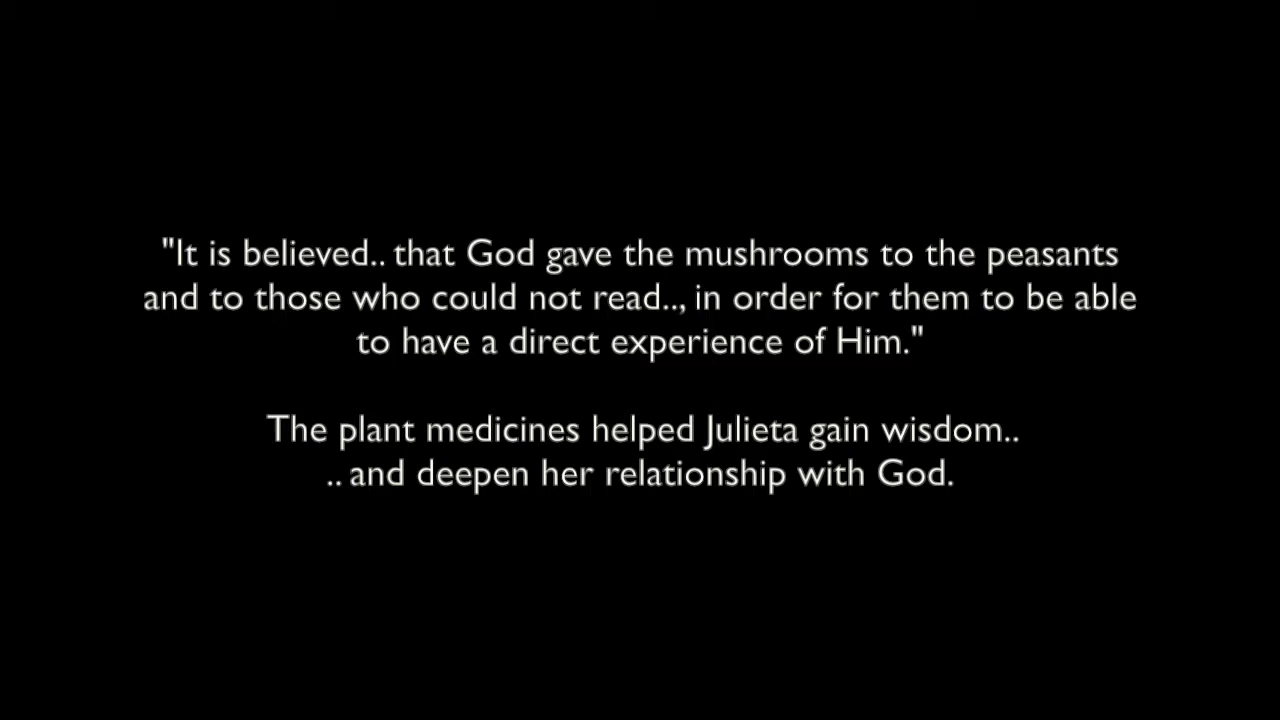 "It is believed.. that God gave the mushrooms to the peasants
and to those who could not read.., in order for them to be able
to have a direct experience of Him."
The plant medicines helped Julieta gain wisdom..
.. and deepen her relationship with God.